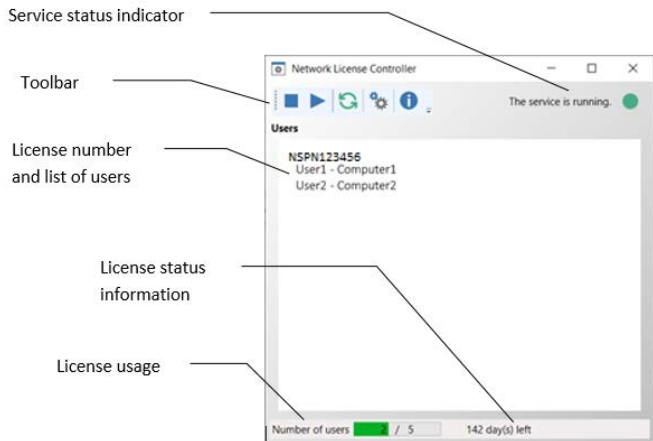 Service status indicator
Network License Controller
Toolbar
The service is running.
Users
License number
and list of users
NSPN123456
User1 - Computer1
User2 - Computer2
License status
information
License usage
Number of users 2 / 5 142 day(s) left